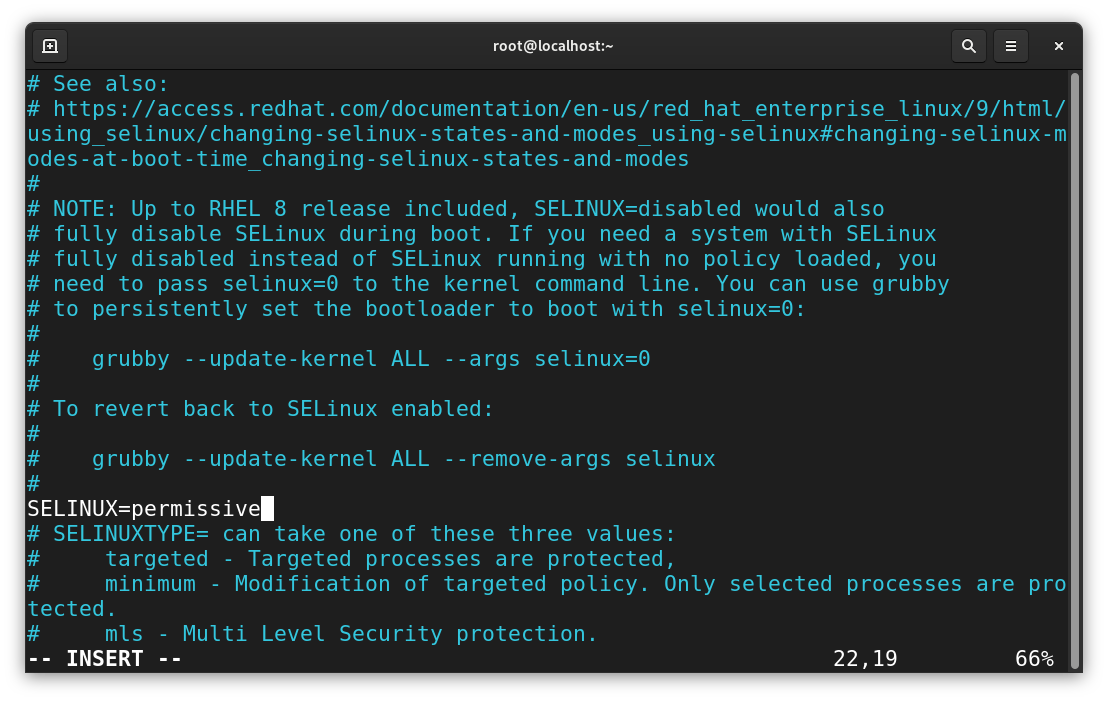 root@localhost:~
# See also:
# https://access.redhat.com/documentation/en-us/red_hat_enterprise_linux/9/html/
using_selinux/changing-selinux-states-and-modes_using-selinux#changing-selinux-m
odes-at-boot-time_changing-selinux-states-and-modes
#
# NOTE: Up to RHEL 8 release included, SELINUX=disabled would also
# fully disable SELinux during boot. If you need a system with SELinux
# fully disabled instead of SELinux running with no policy loaded, you
# need to pass selinux=0 to the kernel command line. You can use grubby
# to persistently set the bootloader to boot with selinux=0:
#
#    grubby --update-kernel ALL --args selinux=0
#
# To revert back to SELinux enabled:
#
#    grubby --update-kernel ALL --remove-args selinux
#
SELINUX=permissive
# SELINUXTYPE= can take one of these three values:
#     targeted - Targeted processes are protected,
#     minimum - Modification of targeted policy. Only selected processes are pro
tected.
#     mls - Multi Level Security protection.
-- INSERT -- 22,19 66%